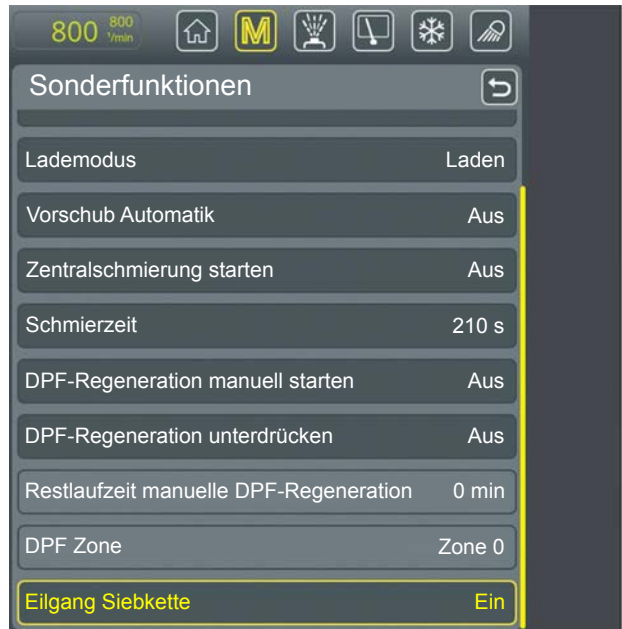 800 800 1/min M
Sonderfunktionen
Lademodus Laden
Vorschub Automatik Aus
Zentralschmierung starten Aus
Schmierzeit 210 s
DPF-Regeneration manuell starten Aus
DPF-Regeneration unterdrücken Aus
Restlaufzeit manuelle DPF-Regeneration 0 min
DPF Zone Zone 0
Eilgang Siebkette Ein